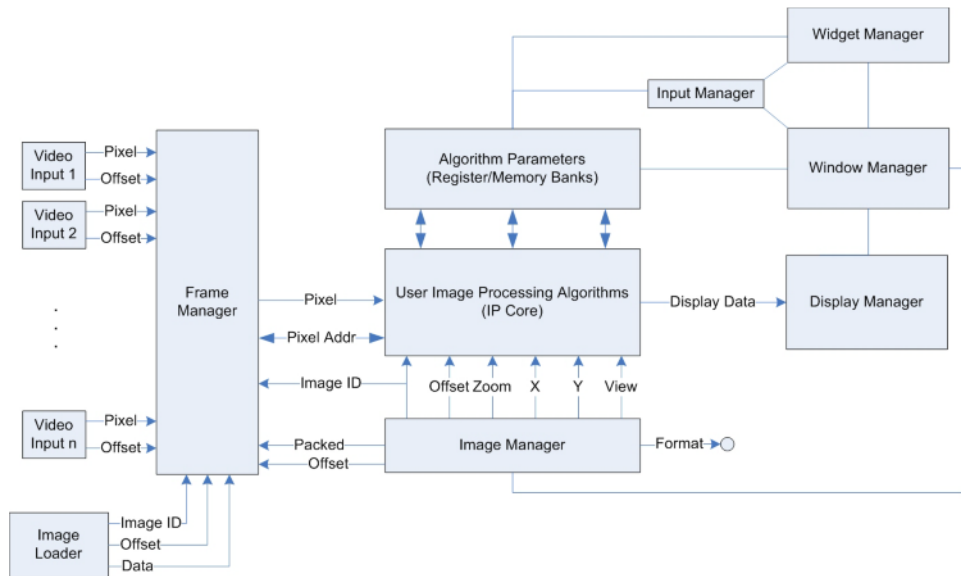 Widget Manager
Input Manager
Video
Input 1
Pixel
Offset
Algorithm Parameters
(Register/Memory Banks)
Window Manager
Video
Input 2
Pixel
Offset
Frame
Manager
Pixel
Pixel Addr
User Image Processing Algorithms
(IP Core)
Display Data
Display Manager
Image ID
Offset
Zoom
X
Y
View
Video
Input n
Pixel
Offset
Packed
Offset
Image Manager
Format
Image
Loader
Image ID
Offset
Data